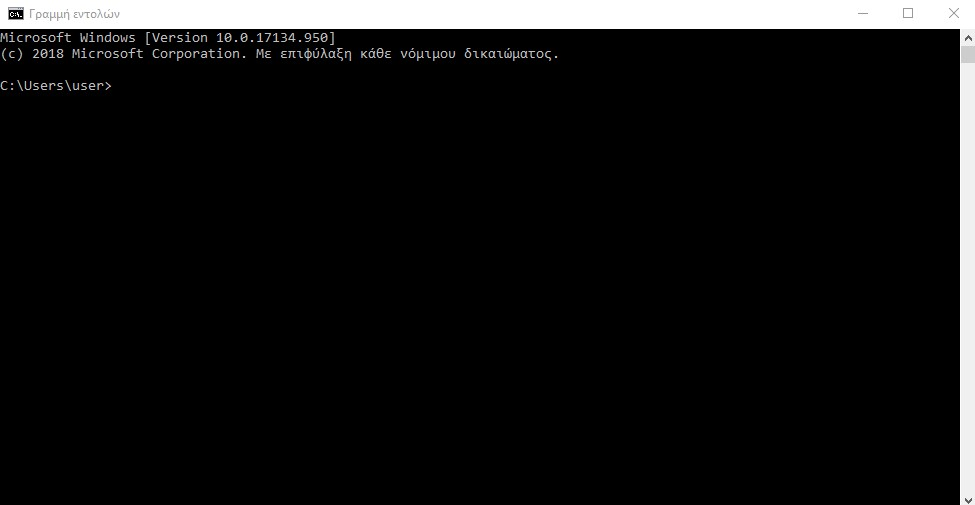 Γραμμή εντολών
Microsoft Windows [Version 10.0.17134.950]
(c) 2018 Microsoft Corporation. Με επιφύλαξη κάθε νόμιμου δικαιώματος.
C:\Users\user>